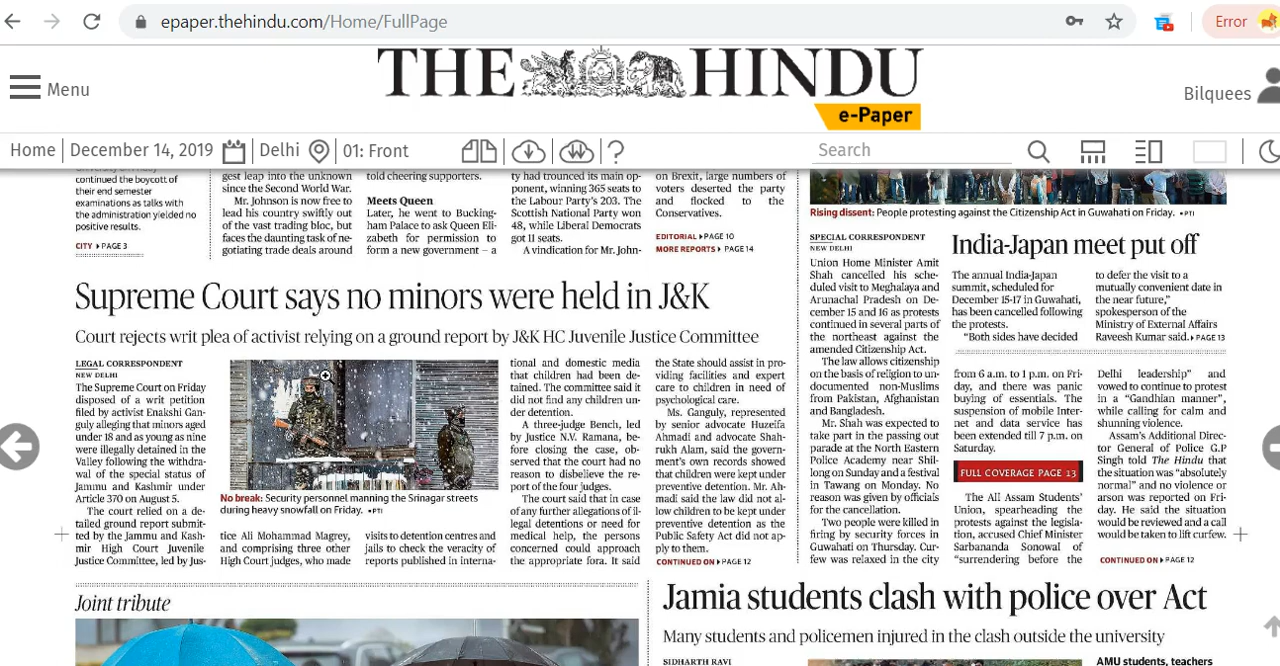 epaper.thehindu.com/Home/FullPage
Error
Menu
THE HINDU
e-Paper
Bilquees
Home
December 14, 2019
Delhi
01: Front
?
Search
continued the boycott of
their end semester
examinations as talks with
the administration yielded no
positive results.
CITY ▸PAGE 3
gest leap into the unknown
since the Second World War.
Mr. Johnson is now free to
lead his country swiftly out
of the vast trading bloc, but
faces the daunting task of ne-
gotiating trade deals around
told cheering supporters.
Meets Queen
Later, he went to Bucking-
ham Palace to ask Queen Eli-
zabeth for permission to
form a new government – a
ty had trounced its main op-
ponent, winning 365 seats to
the Labour Party's 203. The
Scottish National Party won
48, while Liberal Democrats
got 11 seats.
A vindication for Mr. John-
on Brexit, large numbers of
voters deserted the party
and flocked to the
Conservatives.
EDITORIAL ▸PAGE 10
MORE REPORTS ▸ PAGE 14
Supreme Court says no minors were held in J&K
Court rejects writ plea of activist relying on a ground report by J&K HC Juvenile Justice Committee
LEGAL CORRESPONDENT
NEW DELHI
The Supreme Court on Friday
disposed of a writ petition
filed by activist Enakshi Gan-
guly alleging that minors aged
under 18 and as young as nine
were illegally detained in the
Valley following the withdra-
wal of the special status of
Jammu and Kashmir under
Article 370 on August 5.
The court relied on a de-
tailed ground report submit-
ted by the Jammu and Kash-
mir High Court Juvenile
Justice Committee, led by Jus-
No break: Security personnel manning the Srinagar streets
during heavy snowfall on Friday. •PTI
tice Ali Mohammad Magrey,
and comprising three other
High Court judges, who made
visits to detention centres and
jails to check the veracity of
reports published in interna-
tional and domestic media
that children had been de-
tained. The committee said it
did not find any children un-
der detention.
A three-judge Bench, led
by Justice N.V. Ramana, be-
fore closing the case, ob-
served that the court had no
reason to disbelieve the re-
port of the four judges.
The court said that in case
of any further allegations of il-
legal detentions or need for
medical help, the persons
concerned could approach
the appropriate fora. It said
the State should assist in pro-
viding facilities and expert
care to children in need of
psychological care.
Ms. Ganguly, represented
by senior advocate Huzeifa
Ahmadi and advocate Shah-
rukh Alam, said the govern-
ment's own records showed
that children were kept under
preventive detention. Mr. Ah-
madi said the law did not al-
low children to be kept under
preventive detention as the
Public Safety Act did not ap-
ply to them.
CONTINUED ON ▸ PAGE 12
Rising dissent: People protesting against the Citizenship Act in Guwahati on Friday. •PTI
SPECIAL CORRESPONDENT
NEW DELHI
Union Home Minister Amit
Shah cancelled his sche-
duled visit to Meghalaya and
Arunachal Pradesh on De-
cember 15 and 16 as protests
continued in several parts of
the northeast against the
amended Citizenship Act.
The law allows citizenship
on the basis of religion to un-
documented non-Muslims
from Pakistan, Afghanistan
and Bangladesh.
Mr. Shah was expected to
take part in the passing out
parade at the North Eastern
Police Academy near Shil-
long on Sunday and a festival
in Tawang on Monday. No
reason was given by officials
for the cancellation.
Two people were killed in
firing by security forces in
Guwahati on Thursday. Cur-
few was relaxed in the city
India-Japan meet put off
The annual India-Japan
summit, scheduled for
December 15-17 in Guwahati,
has been cancelled following
the protests.
"Both sides have decided
to defer the visit to a
mutually convenient date in
the near future,"
spokesperson of the
Ministry of External Affairs
Raveesh Kumar said. ▸ PAGE 13
from 6 a.m. to 1 p.m. on Fri-
day, and there was panic
buying of essentials. The
suspension of mobile Inter-
net and data service has
been extended till 7 p.m. on
Saturday.
FULL COVERAGE PAGE 13
The All Assam Students'
Union, spearheading the
protests against the legisla-
tion, accused Chief Minister
Sarbananda Sonowal of
"surrendering before the
Delhi leadership" and
vowed to continue to protest
in a "Gandhian manner",
while calling for calm and
shunning violence.
Assam's Additional Direc-
tor General of Police G.P
Singh told The Hindu that
the situation was "absolutely
normal" and no violence or
arson was reported on Fri-
day. He said the situation
would be reviewed and a call
would be taken to lift curfew.
CONTINUED ON ▸ PAGE 12
Joint tribute
Jamia students clash with police over Act
Many students and policemen injured in the clash outside the university
SIDHARTH RAVI
AMU students, teachers